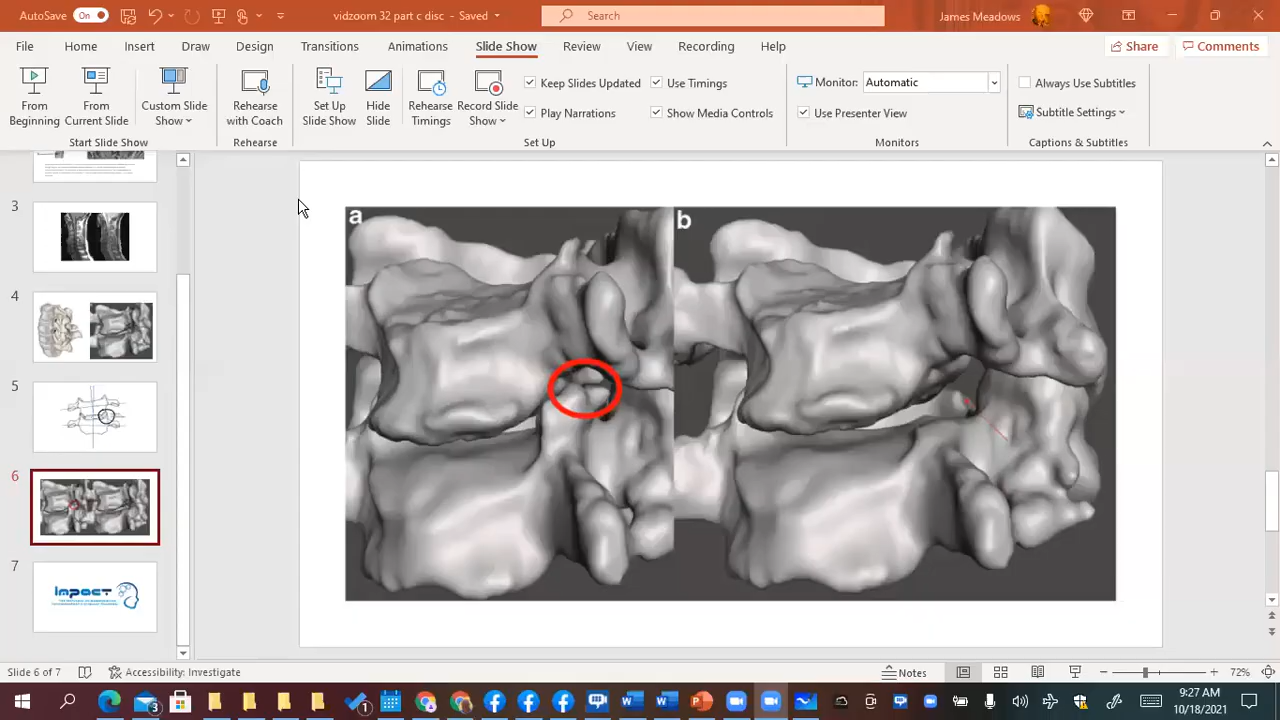 AutoSave On vidzoom 32 part c disc - Saved Search James Meadows
File Home Insert Draw Design Transitions Animations Slide Show Review View Recording Help Share Comments
From Beginning
From Current Slide
Custom Slide Show
Rehearse with Coach
Set Up Slide Show
Hide Slide
Rehearse Timings
Record Slide Show
Keep Slides Updated Use Timings
Play Narrations Show Media Controls
Monitor: Automatic
Use Presenter View
Always Use Subtitles
Subtitle Settings
Start Slide Show Rehearse Set Up Monitors Captions & Subtitles
3
4
5
6
7
Impact
a b
Slide 6 of 7 Accessibility: Investigate Notes 72%
3 1
9:27 AM
10/18/2021